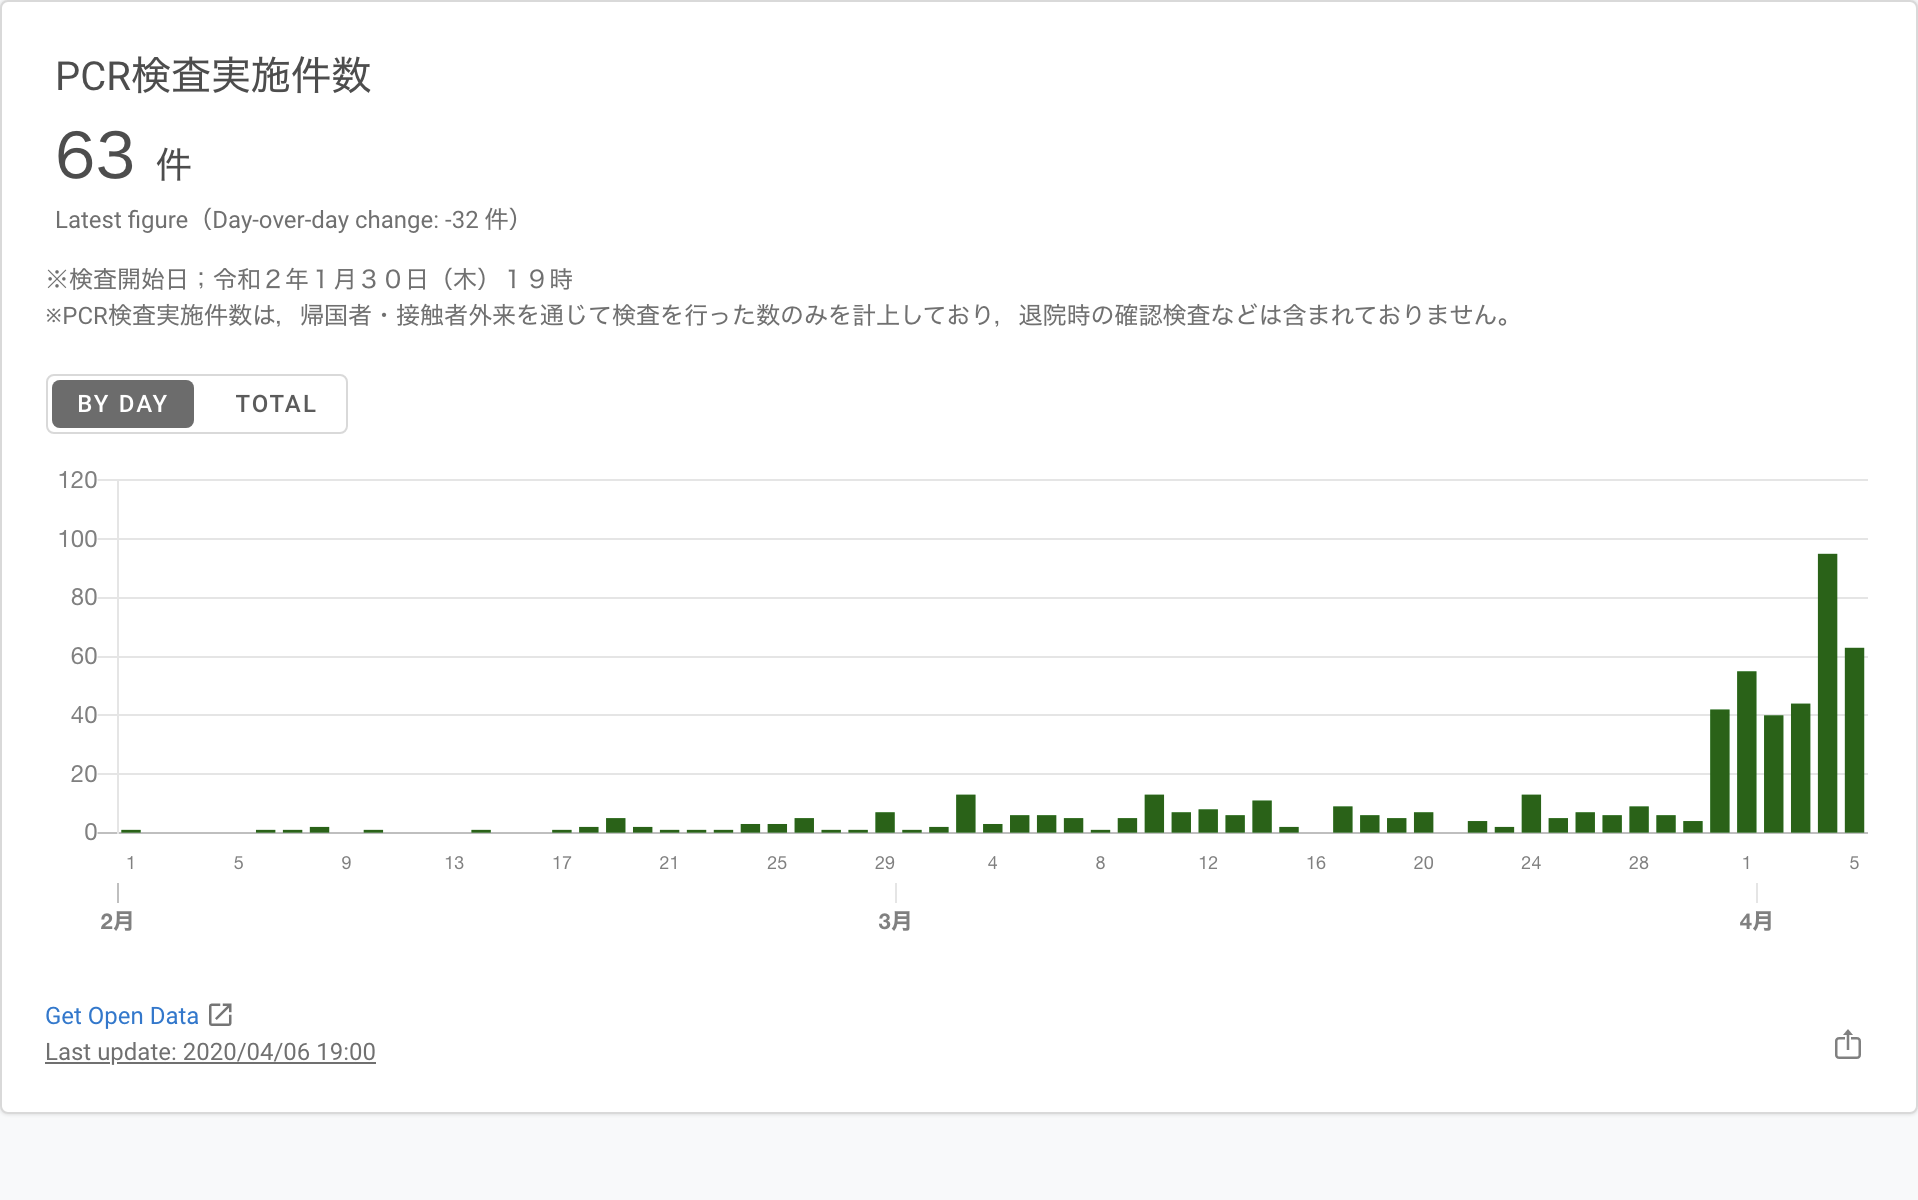 PCR検査実施件数
63 件
Latest figure（Day-over-day change: -32 件）
※検査開始日；令和２年１月３０日（木）１９時
※PCR検査実施件数は，帰国者・接触者外来を通じて検査を行った数のみを計上しており，退院時の確認検査などは含まれておりません。
BY DAY TOTAL
120
100
80
60
40
20
0
1 5 9 13 17 21 25 29 4 8 12 16 20 24 28 1 5
2月 3月 4月
Get Open Data
Last update: 2020/04/06 19:00